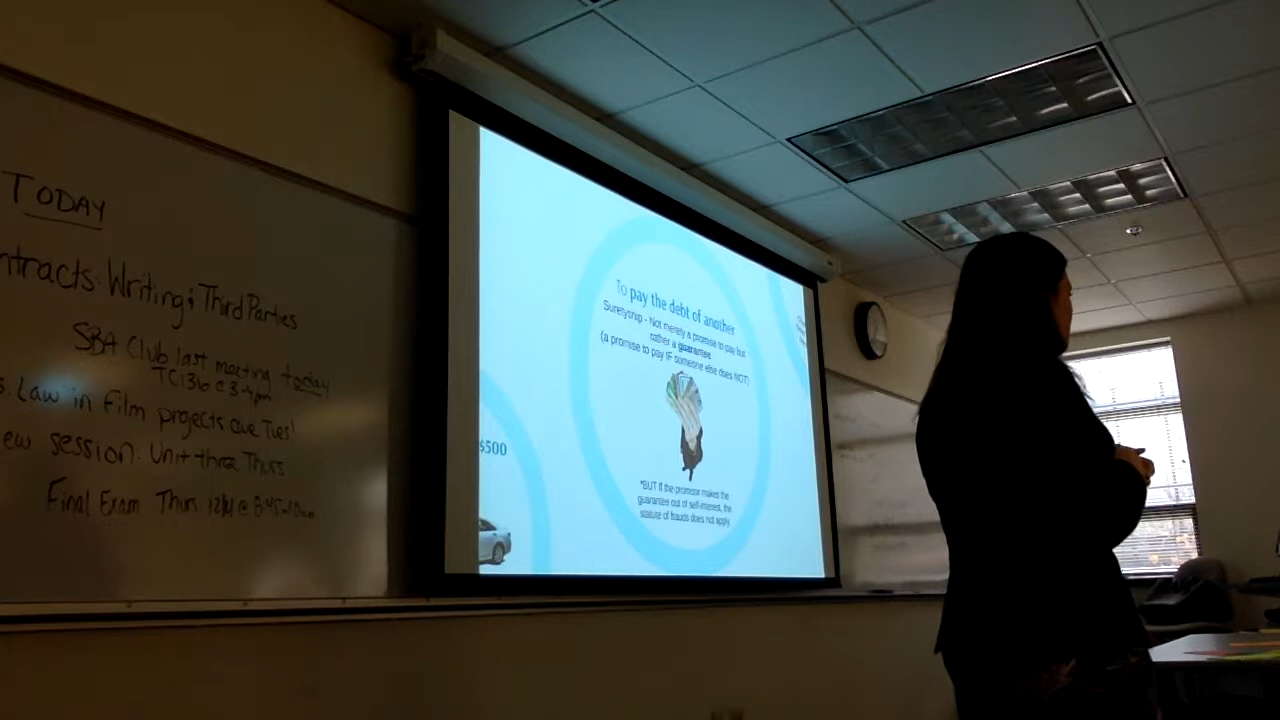 TODAY
ntracts: Writing & Third Parties
SBA Club last meeting today
TC136 @ 3-4pm
s. Law in Film projects due Tues
ew session: Unit three Thurs
Final Exam Thurs @ 8:45-
To pay the debt of another
Suretyship - Not merely a promise to pay but
rather a guarantee
(a promise to pay IF someone else does NOT)
$500
*BUT if the promisor makes the
guarantee out of self-interest, the
statute of frauds does not apply.